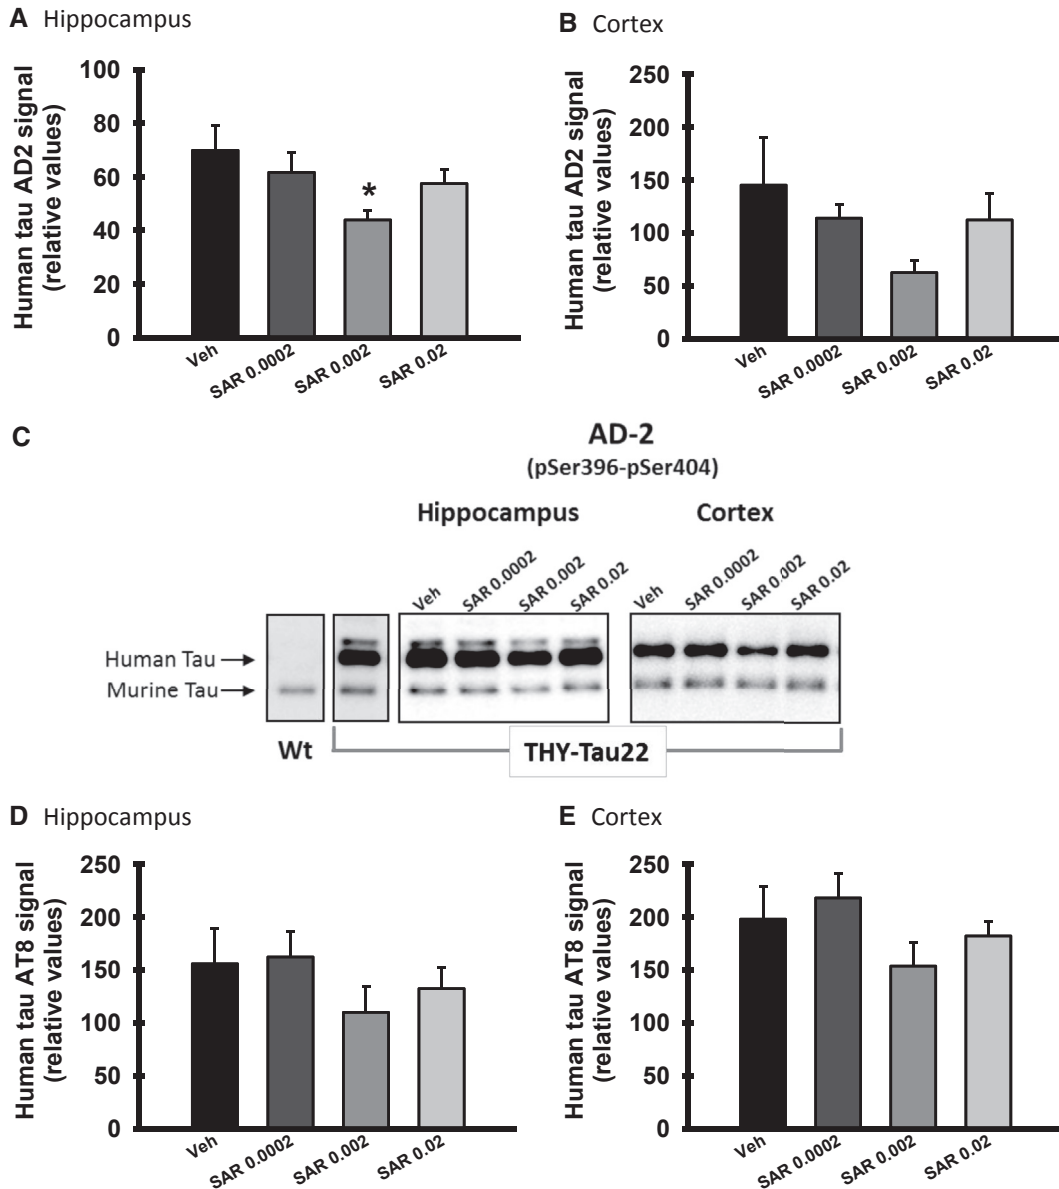 A Hippocampus
Human tau AD2 signal
(relative values)
100
80
60
40
20
0
*
Veh
SAR 0.0002
SAR 0.002
SAR 0.02
B Cortex
Human tau AD2 signal
(relative values)
250
200
150
100
50
0
Veh
SAR 0.0002
SAR 0.002
SAR 0.02
C
AD-2
(pSer396-pSer404)
Hippocampus
Cortex
Veh
SAR 0.0002
SAR 0.002
SAR 0.02
Veh
SAR 0.0002
SAR 0.002
SAR 0.02
Human Tau
Murine Tau
Wt
THY-Tau22
D Hippocampus
Human tau AT8 signal
(relative values)
250
200
150
100
50
0
Veh
SAR 0.0002
SAR 0.002
SAR 0.02
E Cortex
Human tau AT8 signal
(relative values)
250
200
150
100
50
0
Veh
SAR 0.0002
SAR 0.002
SAR 0.02